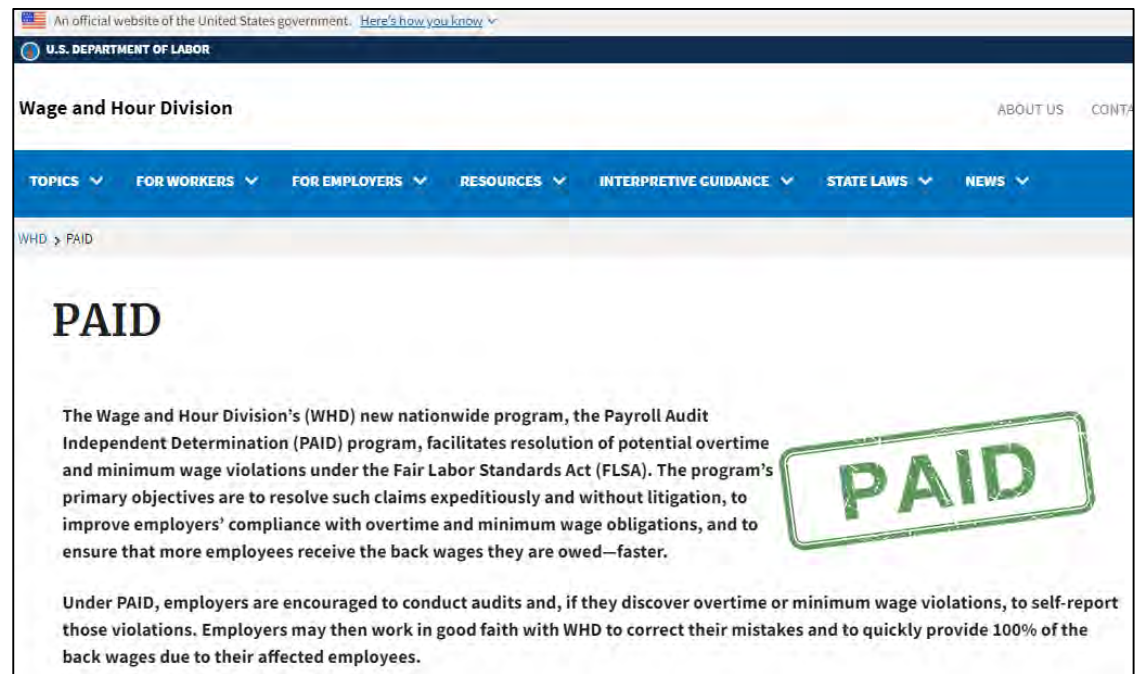 An official website of the United States government. Here's how you know
U.S. DEPARTMENT OF LABOR
Wage and Hour Division
ABOUT US
TOPICS FOR WORKERS FOR EMPLOYERS RESOURCES INTERPRETIVE GUIDANCE STATE LAWS NEWS
WHD > PAID
PAID
The Wage and Hour Division's (WHD) new nationwide program, the Payroll Audit
Independent Determination (PAID) program, facilitates resolution of potential overtime
and minimum wage violations under the Fair Labor Standards Act (FLSA). The program's
primary objectives are to resolve such claims expeditiously and without litigation, to
improve employers' compliance with overtime and minimum wage obligations, and to
ensure that more employees receive the back wages they are owed—faster.
PAID
Under PAID, employers are encouraged to conduct audits and, if they discover overtime or minimum wage violations, to self-report
those violations. Employers may then work in good faith with WHD to correct their mistakes and to quickly provide 100% of the
back wages due to their affected employees.